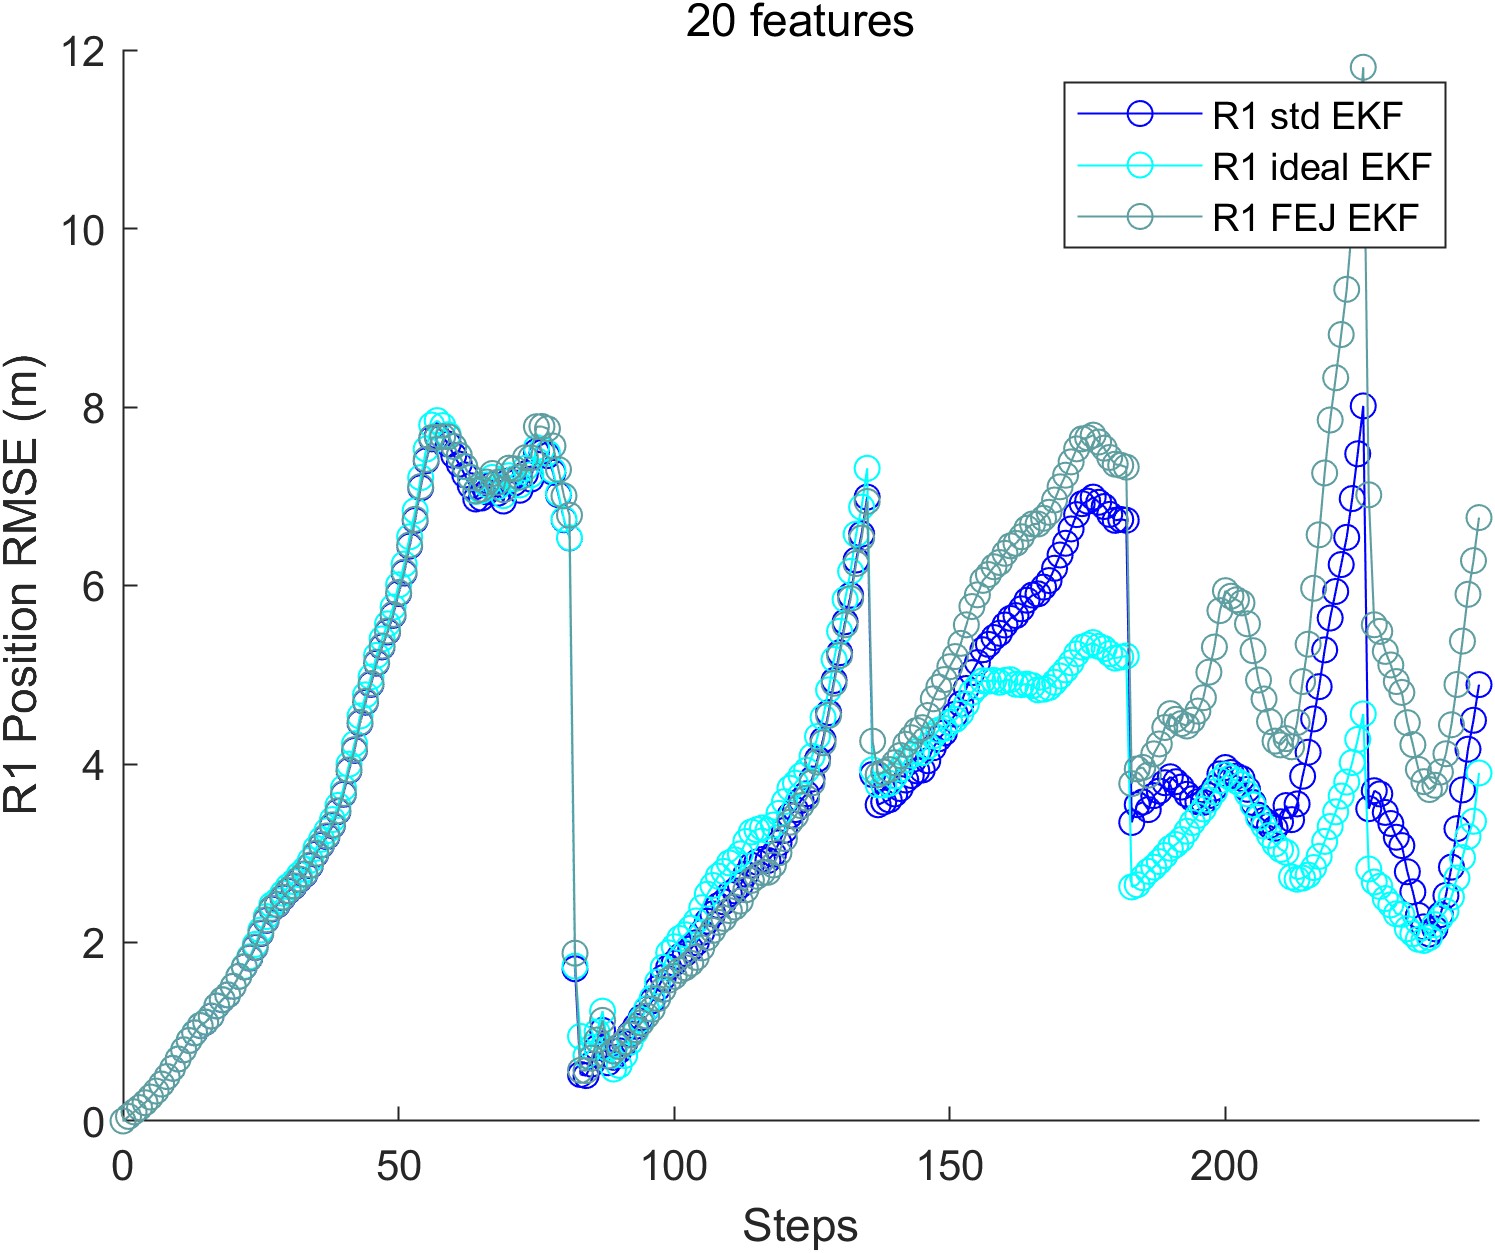 20 features
R1 std EKF
R1 ideal EKF
R1 FEJ EKF
R1 Position RMSE (m)
12
10
8
6
4
2
0
0 50 100 150 200
Steps